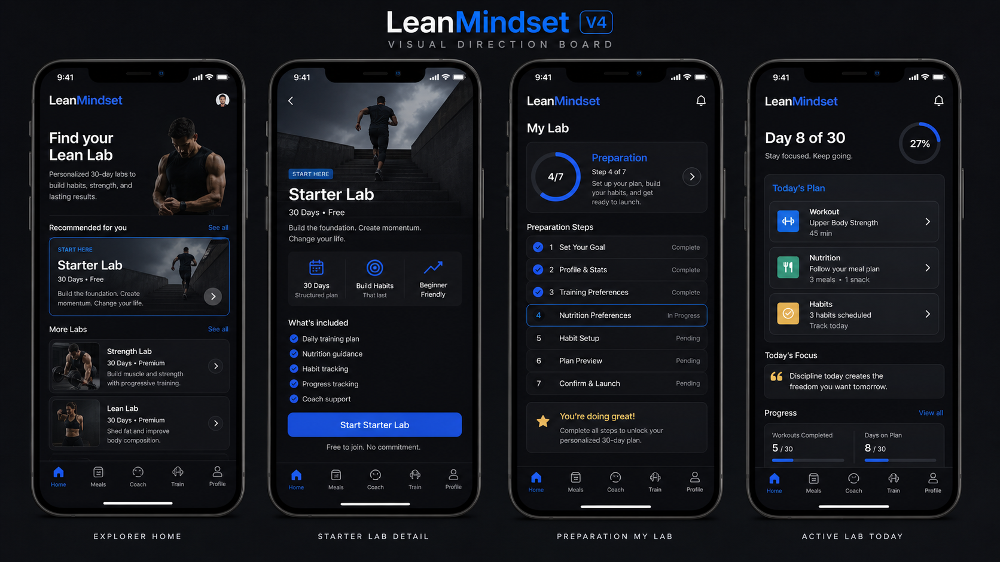 LeanMindset V4
VISUAL DIRECTION BOARD
9:41
LeanMindset
Find your
Lean Lab
Personalized 30-day labs to
build habits, strength, and
lasting results.
Recommended for you See all
START HERE
Starter Lab
30 Days • Free
Build the foundation. Create
momentum. Change your life.
More Labs See all
Strength Lab
30 Days • Premium
Build muscle and strength
with progressive training.
Lean Lab
30 Days • Premium
Shed fat and improve
body composition.
Home Meals Coach Train Profile
EXPLORER HOME
9:41
START HERE
Starter Lab
30 Days • Free
Build the foundation. Create momentum.
Change your life.
30 Days
Structured plan
Build Habits
That last
Beginner
Friendly
What's included
Daily training plan
Nutrition guidance
Habit tracking
Progress tracking
Coach support
Start Starter Lab
Free to join. No commitment.
Home Meals Coach Train Profile
STARTER LAB DETAIL
9:41
LeanMindset
My Lab
4/7
Preparation
Step 4 of 7
Set up your plan, build
your habits, and get
ready to launch.
Preparation Steps
1 Set Your Goal Complete
2 Profile & Stats Complete
3 Training Preferences Complete
4 Nutrition Preferences In Progress
5 Habit Setup Pending
6 Plan Preview Pending
7 Confirm & Launch Pending
You're doing great!
Complete all steps to unlock your
personalized 30-day plan.
Home Meals Coach Train Profile
PREPARATION MY LAB
9:41
LeanMindset
Day 8 of 30
Stay focused. Keep going.
27%
Today's Plan
Workout
Upper Body Strength
45 min
Nutrition
Follow your meal plan
3 meals • 1 snack
Habits
3 habits scheduled
Track today
Today's Focus
“ Discipline today creates the
freedom you want tomorrow.
Progress View all
Workouts Completed
5 / 30
Days on Plan
8 / 30
Home Meals Coach Train Profile
ACTIVE LAB TODAY